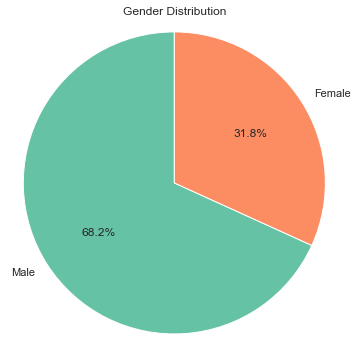 Gender Distribution
Female
31.8%
68.2%
Male